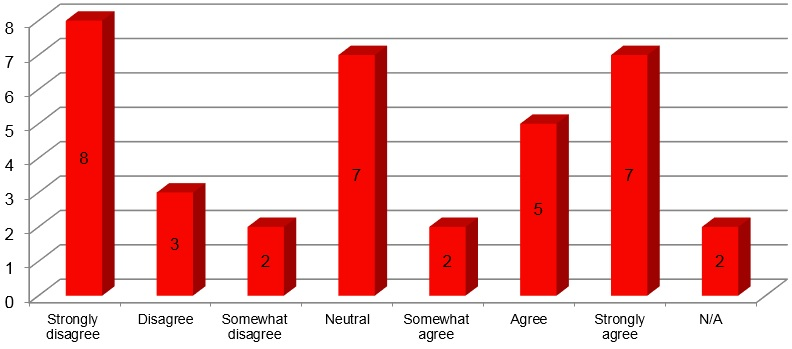 8
7
6
5
4
3
2
1
0
8
3
2
7
2
5
7
2
Strongly disagree
Disagree
Somewhat disagree
Neutral
Somewhat agree
Agree
Strongly agree
N/A